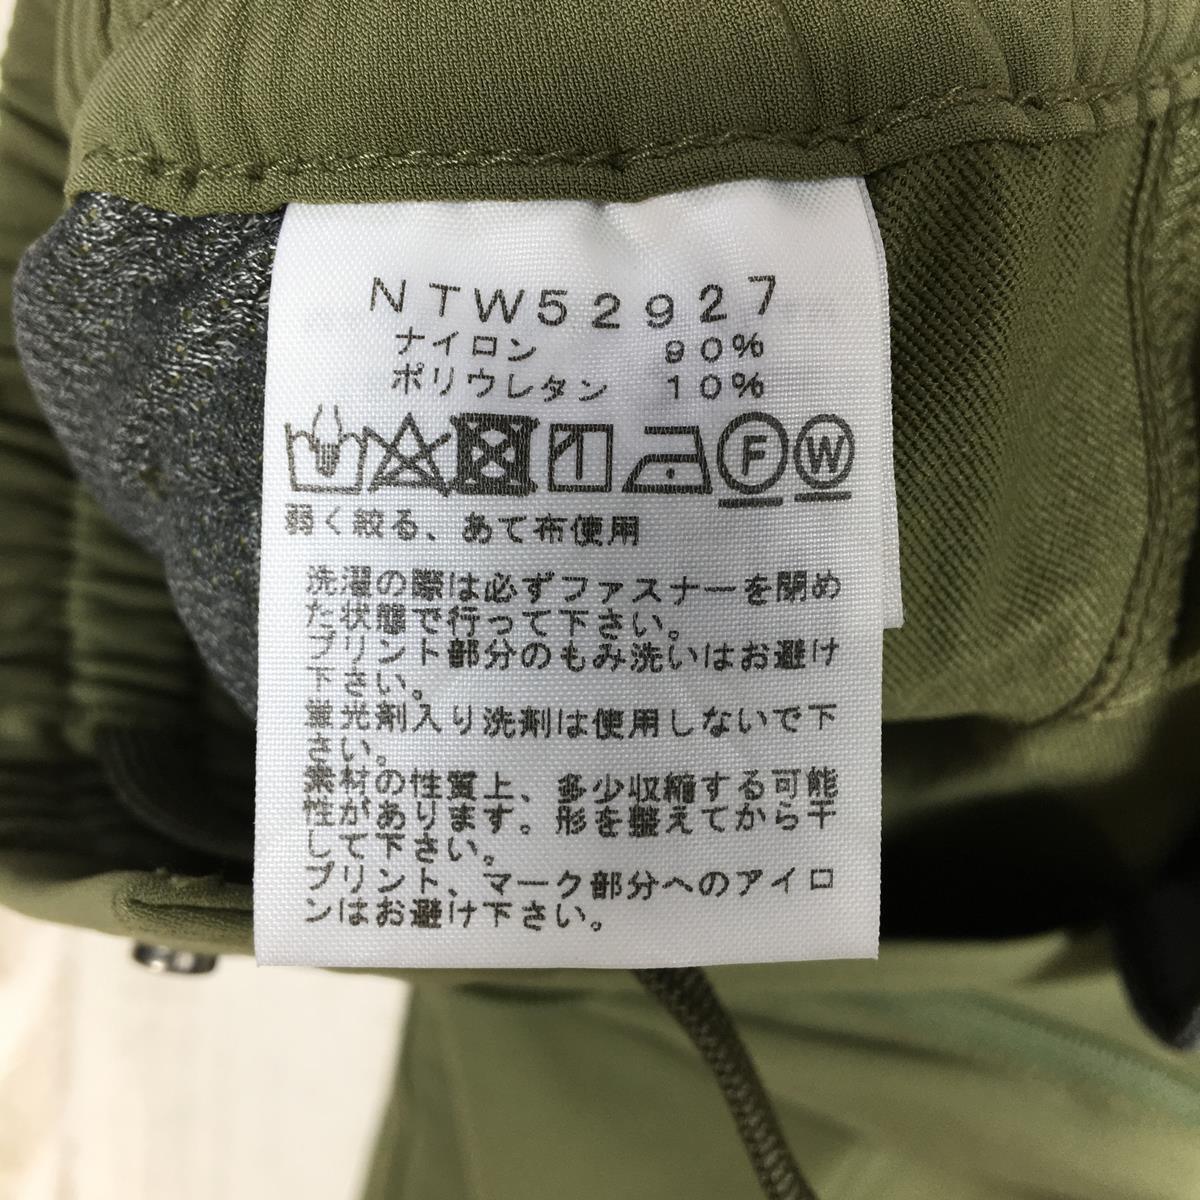 NTW52927
ナイロン 90%
ポリウレタン 10%
F W
弱く絞る、あて布使用
洗濯の際は必ずファスナーを閉め
た状態で行って下さい。
プリント部分のもみ洗いはお避け
下さい。
蛍光剤入り洗剤は使用しないで下
さい。
素材の性質上、多少収縮する可能
性があります。形を整えてから干
して下さい。
プリント、マーク部分へのアイロ
ンはお避け下さい。